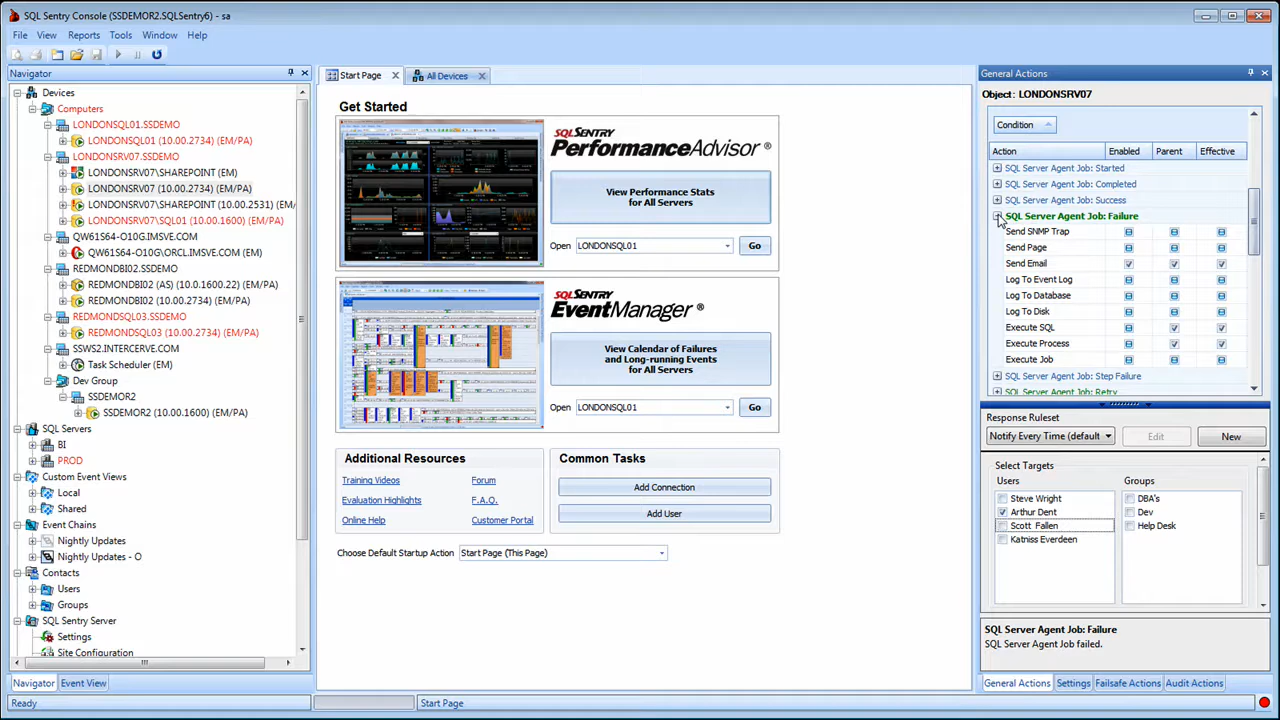 SQL Sentry Console (SSDEMOR2.SQLSentry6) - sa
File View Reports Tools Window Help
Navigator
Devices
Computers
LONDONSQL01.SSDEMO
LONDONSQL01 (10.00.2734) (EM/PA)
LONDONSRV07.SSDEMO
LONDONSRV07\SHAREPOINT (EM)
LONDONSRV07 (10.00.2734) (EM/PA)
LONDONSRV07\SHAREPOINT (10.00.2531) (EM/PA)
LONDONSRV07\SQL01 (10.00.1600) (EM/PA)
QW61S64-O10S.IMSVE.COM
QW61S64-O10G\ORCL.IMSVE.COM (EM)
REDMONDBI02.SSDEMO
REDMONDBI02 (AS) (10.00.1600.22) (EM/PA)
REDMONDBI02 (10.00.2734) (EM/PA)
REDMONDSQL03.SSDEMO
REDMONDSQL03 (10.00.2734) (EM/PA)
SSWS2.INTERCERVE.COM
Task Scheduler (EM)
Dev Group
SSDEMOR2
SSDEMOR2 (10.00.1600) (EM/PA)
SQL Servers
BI
PROD
Custom Event Views
Local
Shared
Event Chains
Nightly Updates
Nightly Updates - O
Contacts
Users
Groups
SQL Sentry Server
Settings
Site Configuration
Navigator Event View
Ready
Start Page All Devices
Get Started
SQLSENTRY
PerformanceAdvisor ®
View Performance Stats
for All Servers
Open LONDONSQL01 Go
SQLSENTRY
EventManager ®
View Calendar of Failures
and Long-running Events
for All Servers
Open LONDONSQL01 Go
Additional Resources
Training Videos Forum
Evaluation Highlights F.A.Q.
Online Help Customer Portal
Common Tasks
Add Connection
Add User
Choose Default Startup Action Start Page (This Page)
Start Page
General Actions
Object: LONDONSRV07
Condition
Action Enabled Parent Effective
SQL Server Agent Job: Started
SQL Server Agent Job: Completed
SQL Server Agent Job: Success
SQL Server Agent Job: Failure
Send SNMP Trap
Send Page
Send Email
Log To Event Log
Log To Database
Log To Disk
Execute SQL
Execute Process
Execute Job
SQL Server Agent Job: Step Failure
SQL Server Agent Job: Retry
Response Ruleset
Notify Every Time (default Edit New
Select Targets
Users Groups
Steve Wright DBA's
Arthur Dent Dev
Scott Fallen Help Desk
Katniss Everdeen
SQL Server Agent Job: Failure
SQL Server Agent Job failed.
General Actions Settings Failsafe Actions Audit Actions